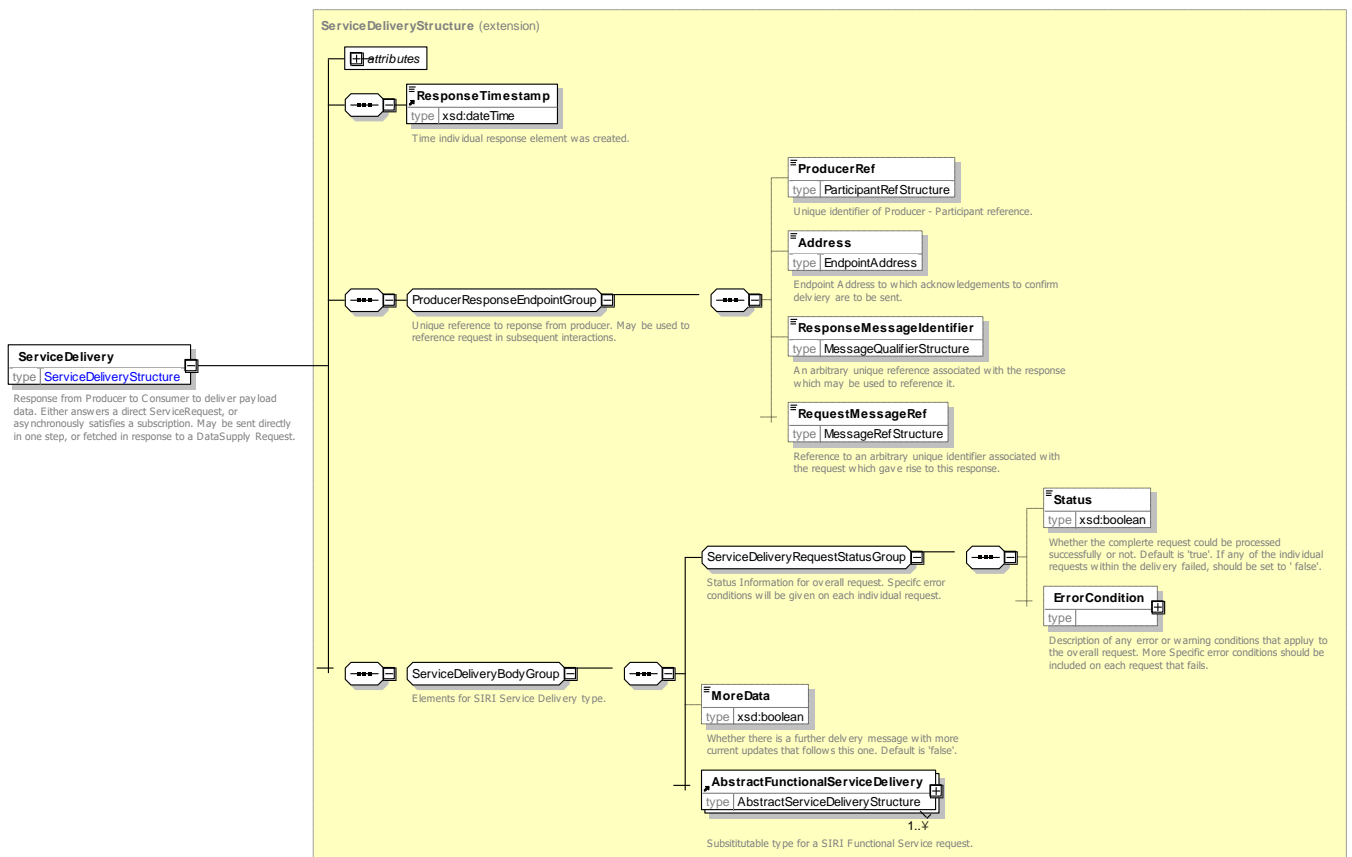 ServiceDeliveryStructure (extension)
attributes
ResponseTimestamp
type xsd:dateTime
Time individual response element was created.
ProducerRef
type ParticipantRefStructure
Unique identifier of Producer - Participant reference.
Address
type EndpointAddress
Endpoint Address to which acknowledgements to confirm
delviery are to be sent.
ProducerResponseEndpointGroup
Unique reference to reponse from producer. May be used to
reference request in subsequent interactions.
ResponseMessageIdentifier
type MessageQualifierStructure
An arbitrary unique reference associated with the response
which may be used to reference it.
RequestMessageRef
type MessageRefStructure
Reference to an arbitrary unique identifier associated with
the request which gave rise to this response.
ServiceDelivery
type ServiceDeliveryStructure
Response from Producer to Consumer to deliver payload
data. Either answers a direct ServiceRequest, or
asynchronously satisfies a subscription. May be sent directly
in one step, or fetched in response to a DataSupply Request.
Status
type xsd:boolean
Whether the complerte request could be processed
successfully or not. Default is 'true'. If any of the individual
requests within the delivery failed, should be set to ' false'.
ServiceDeliveryRequestStatusGroup
Status Information for overall request. Specifc error
conditions will be given on each individual request.
ErrorCondition
type
Description of any error or warning conditions that appluy to
the overall request. More Specific error conditions should be
included on each request that fails.
ServiceDeliveryBodyGroup
Elements for SIRI Service Delivery type.
MoreData
type xsd:boolean
Whether there is a further delvery message with more
current updates that follows this one. Default is 'false'.
AbstractFunctionalServiceDelivery
type AbstractServiceDeliveryStructure
1..¥
Subsititutable type for a SIRI Functional Service request.